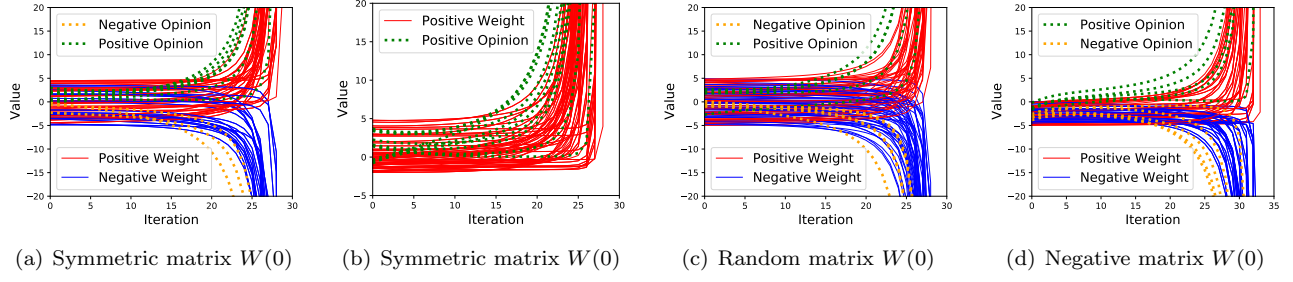 20
15
10
5
0
−5
−10
−15
−20
0 5 10 15 20 25 30
Value
Iteration
Negative Opinion
Positive Opinion
Positive Weight
Negative Weight
(a) Symmetric matrix W(0)
20
15
10
5
0
−5
0 5 10 15 20 25 30
Value
Iteration
Positive Weight
Positive Opinion
(b) Symmetric matrix W(0)
20
15
10
5
0
−5
−10
−15
−20
0 5 10 15 20 25 30
Value
Iteration
Negative Opinion
Positive Opinion
Positive Weight
Negative Weight
(c) Random matrix W(0)
20
15
10
5
0
−5
−10
−15
−20
0 5 10 15 20 25 30 35
Value
Iteration
Positive Opinion
Negative Opinion
Positive Weight
Negative Weight
(d) Negative matrix W(0)